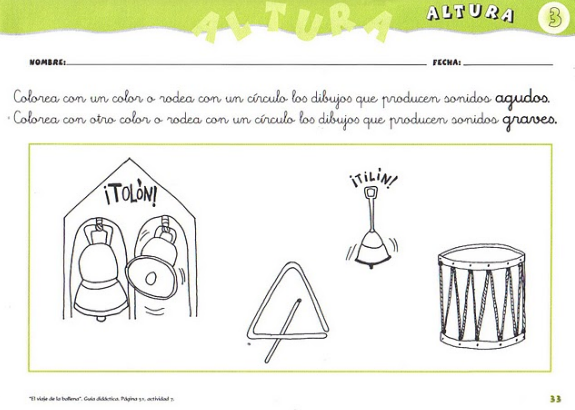 ALTURA
ALTURA 3
NOMBRE: FECHA:
Colorea con un color o rodea con un círculo los dibujos que producen sonidos agudos.
Colorea con otro color o rodea con un círculo los dibujos que producen sonidos graves.
¡TILÍN!
¡TOLÓN!
"El viaje de la ballena". Guía didáctica. Página 51, actividad 7.
33